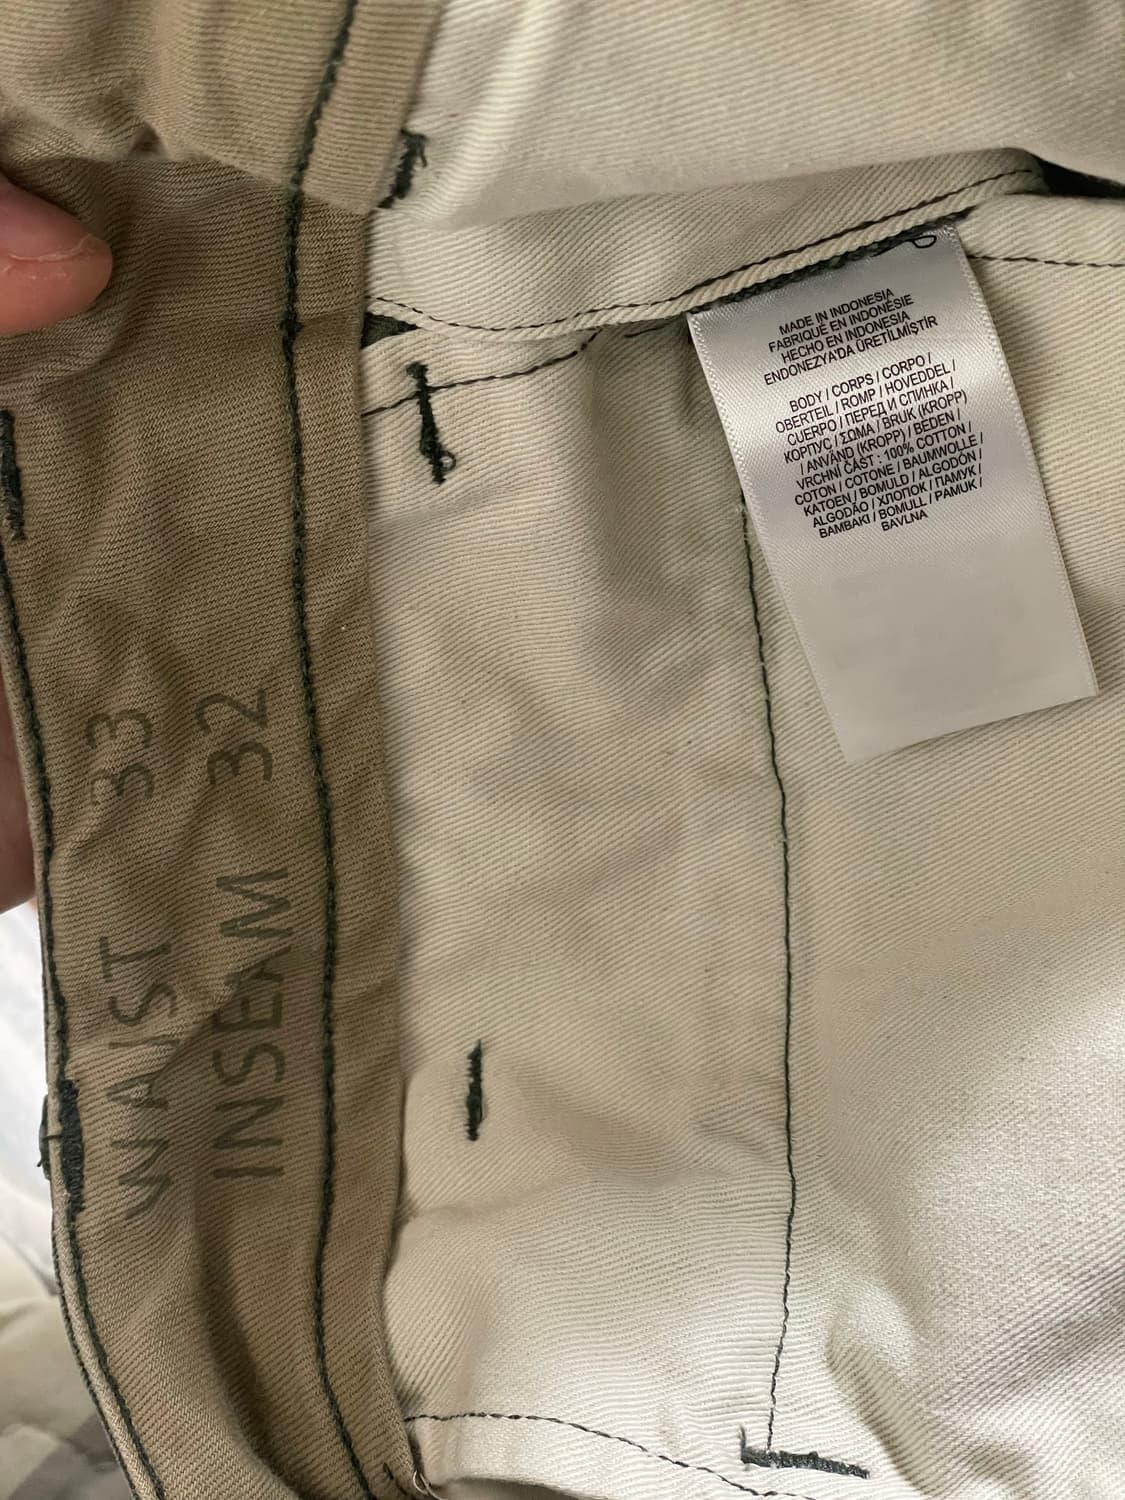 MADE IN INDONESIA
FABRIQUÉ EN INDONÉSIE
HECHO EN INDONESIA
ENDONEZYA'DA ÜRETİLMİŞTİR
BODY / CORPS / CORPO /
OBERTEIL / ROMP / HOVEDDEL /
CUERPO / ПЕРЕД И СПИНКА /
КОРПУС / ΣΩΜΑ / BRUK (KROPP)
/ ANVÄND (KROPP) / BEDEN /
VRCHNÍ ČÁST : 100% COTTON /
COTON / COTONE / BAUMWOLLE /
KATOEN / BOMULD / ALGODÓN /
ALGODÃO / ХЛОПОК / ПАМУК /
BAMBAKI / BOMULL / PAMUK /
BAVLNA
WAIST 33
INSEAM 32